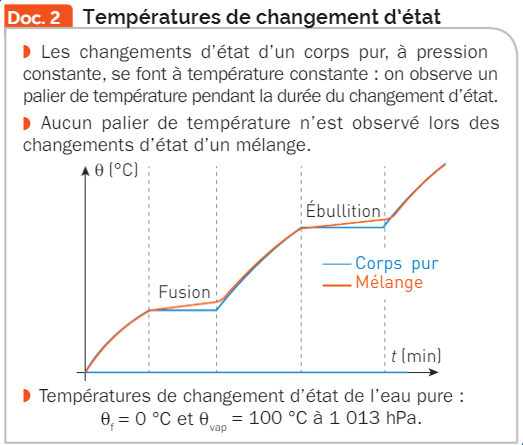 Doc. 2 Températures de changement d'état
Les changements d'état d'un corps pur, à pression
constante, se font à température constante : on observe un
palier de température pendant la durée du changement d'état.
Aucun palier de température n'est observé lors des
changements d'état d'un mélange.
θ (°C)
Ébullition
Corps pur
Mélange
Fusion
t (min)
Températures de changement d'état de l'eau pure :
θf = 0 °C et θvap = 100 °C à 1 013 hPa.